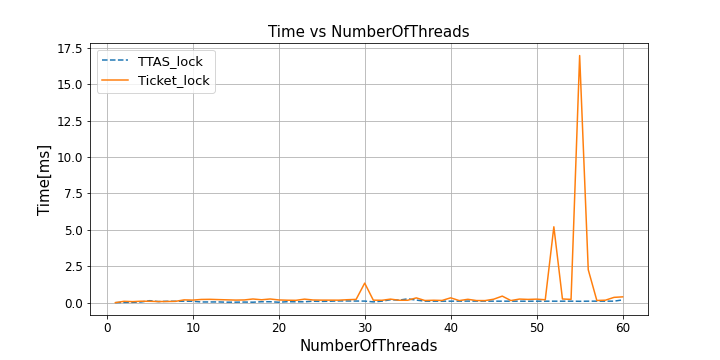 Time vs NumberOfThreads
TTAS_lock
Ticket_lock
17.5
15.0
12.5
10.0
7.5
5.0
2.5
0.0
Time[ms]
0 10 20 30 40 50 60
NumberOfThreads